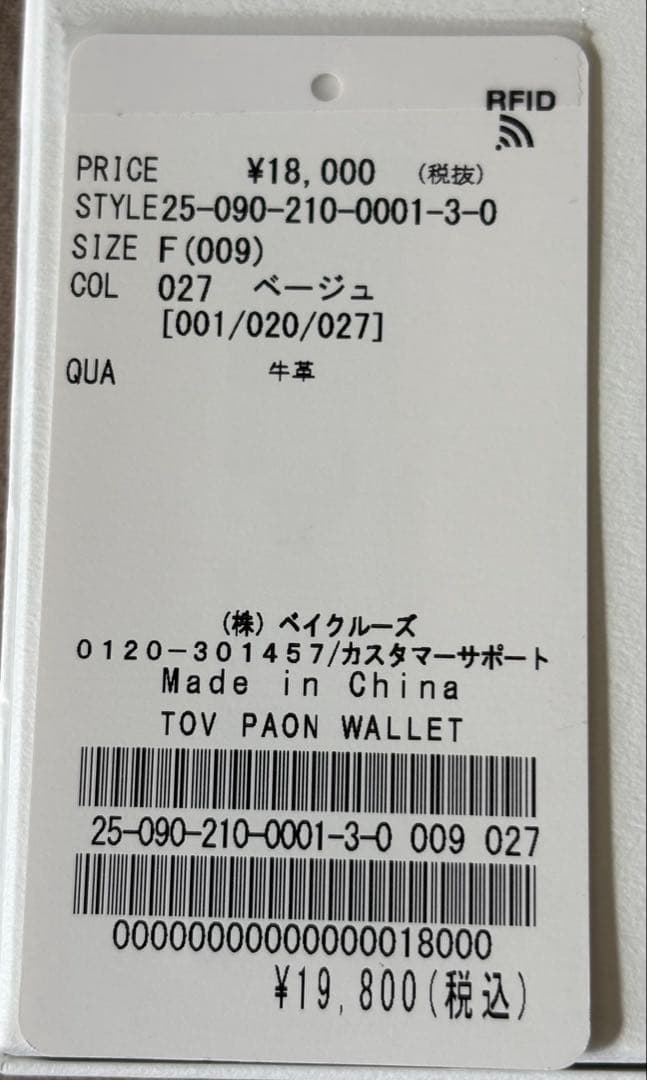 RFID
PRICE ¥18,000 (税抜)
STYLE25-090-210-0001-3-0
SIZE F(009)
COL 027 ベージュ
[001/020/027]
QUA 牛革
(株) ベイクルーズ
0120-301457/カスタマーサポート
Made in China
TOV PAON WALLET
25-090-210-0001-3-0 009 027
00000000000000018000
¥19,800(税込)